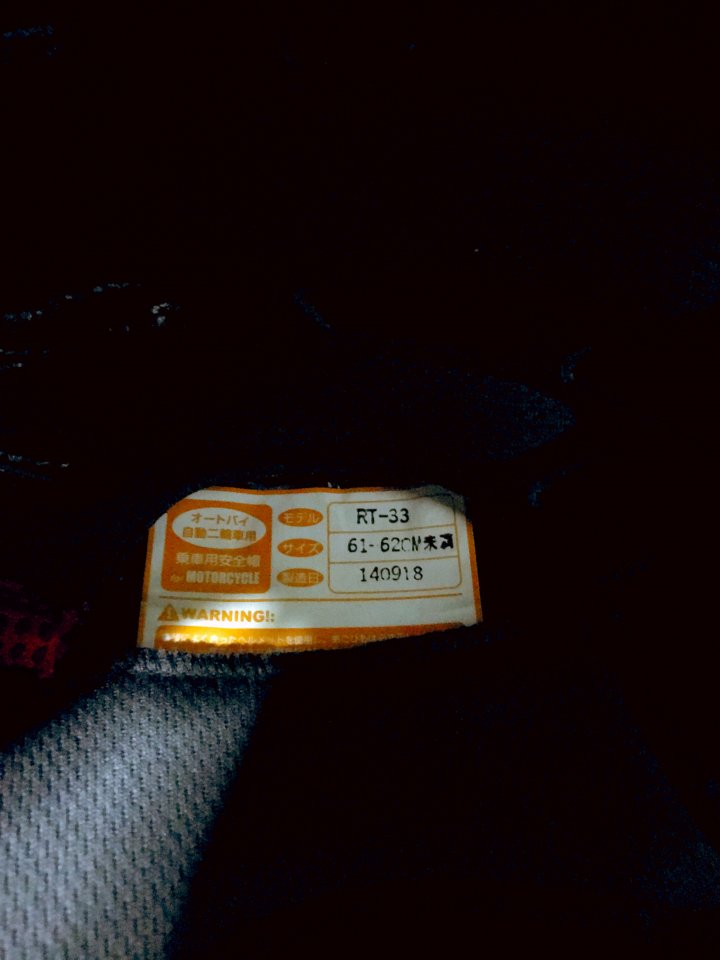 オートバイ
自動二輪車用
乗車用安全帽
for MOTORCYCLE
モデル RT-33
サイズ 61-62CM未満
製造日 140918
WARNING!: